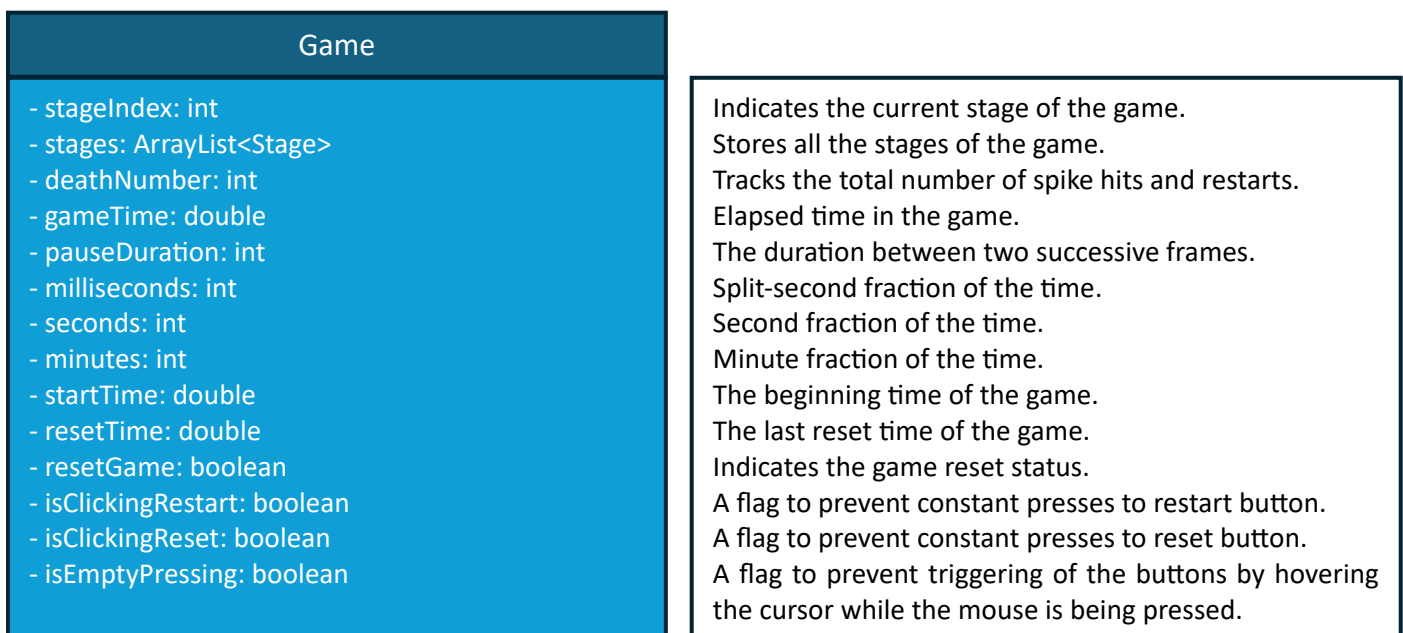 Game
- stageIndex: int
- stages: ArrayList<Stage>
- deathNumber: int
- gameTime: double
- pauseDuration: int
- milliseconds: int
- seconds: int
- minutes: int
- startTime: double
- resetTime: double
- resetGame: boolean
- isClickingRestart: boolean
- isClickingReset: boolean
- isEmptyPressing: boolean
Indicates the current stage of the game.
Stores all the stages of the game.
Tracks the total number of spike hits and restarts.
Elapsed time in the game.
The duration between two successive frames.
Split-second fraction of the time.
Second fraction of the time.
Minute fraction of the time.
The beginning time of the game.
The last reset time of the game.
Indicates the game reset status.
A flag to prevent constant presses to restart button.
A flag to prevent constant presses to reset button.
A flag to prevent triggering of the buttons by hovering
the cursor while the mouse is being pressed.